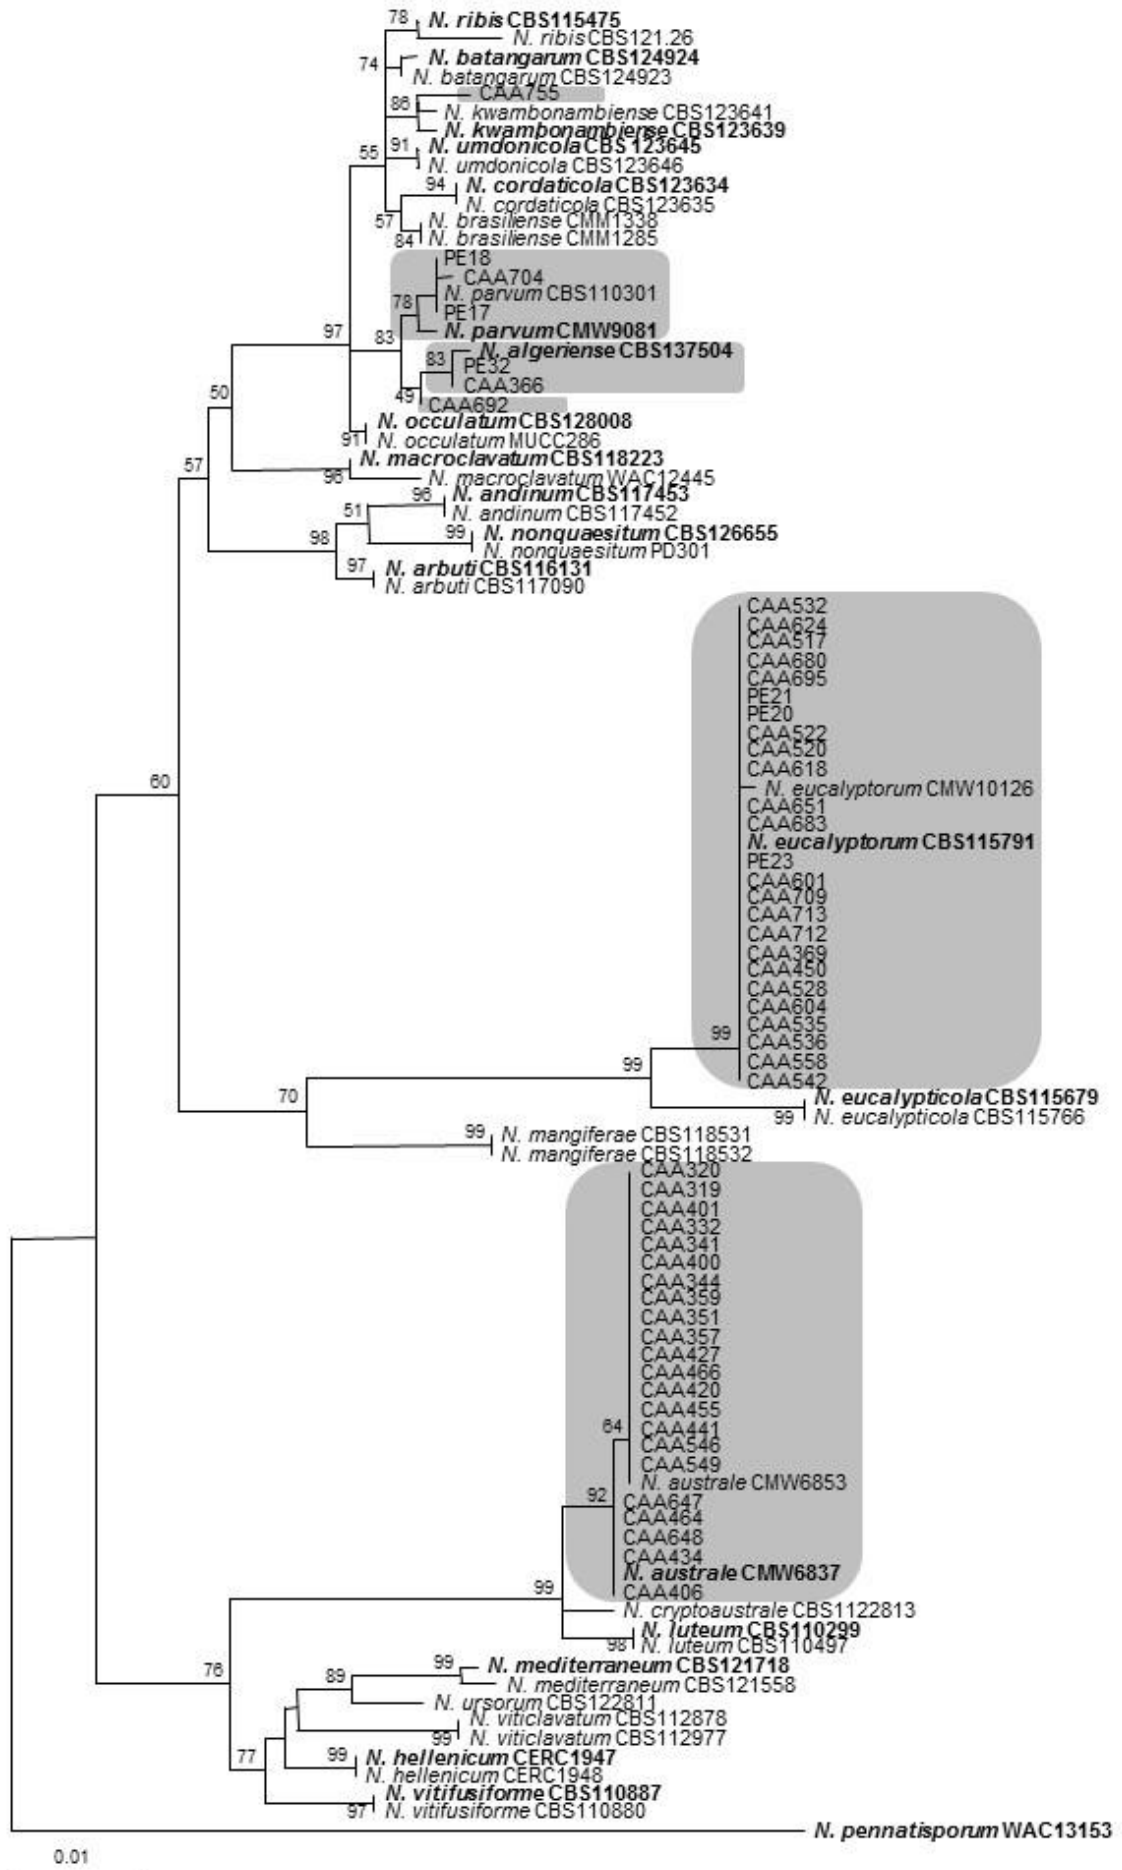 78
N. ribis CBS115475
N. ribis CBS121.26
74
N. batangarum CBS124924
N. batangarum CBS124923
CAA755
86
N. kwambonambiense CBS123641
N. kwambonambiense CBS123639
55
91
N. umdonicola CBS 123645
N. umdonicola CBS123646
94
N. cordaticola CBS123634
N. cordaticola CBS123635
57
N. brasiliense CMM1338
84
N. brasiliense CMM1285
PE18
CAA704
78
N. parvum CBS110301
PE17
97
83
N. parvum CMW9081
83
N. algeriense CBS137504
PE32
CAA366
50
49
CAA692
N. occulatum CBS128008
91
N. occulatum MUCC286
57
N. macroclavatum CBS118223
96
N. macroclavatum WAC12445
96
N. andinum CBS117453
51
N. andinum CBS117452
98
99
N. nonquaesitum CBS126655
N. nonquaesitum PD301
97
N. arbuti CBS116131
N. arbuti CBS117090
CAA532
CAA624
CAA517
CAA680
CAA695
PE21
PE20
CAA522
CAA520
CAA618
60
N. eucalyptorum CMW10126
CAA651
CAA683
N. eucalyptorum CBS115791
PE23
CAA601
CAA709
CAA713
CAA712
CAA369
CAA450
CAA528
CAA604
CAA535
99
CAA536
99
CAA558
CAA542
70
N. eucalypticola CBS115679
99
N. eucalypticola CBS115766
99
N. mangiferae CBS118531
N. mangiferae CBS118532
CAA320
CAA319
CAA401
CAA332
CAA341
CAA400
CAA344
CAA359
CAA351
CAA357
CAA427
CAA466
CAA420
CAA455
64
CAA441
CAA546
CAA549
N. australe CMW6853
92
CAA647
CAA464
CAA648
CAA434
N. australe CMW6837
99
CAA406
N. cryptoaustrale CBS1122813
N. luteum CBS110299
98
N. luteum CBS110497
76
99
N. mediterraneum CBS121718
89
N. mediterraneum CBS121558
N. ursorum CBS122811
N. viticlavatum CBS112878
99
N. viticlavatum CBS112977
77
99
N. hellenicum CERC1947
N. hellenicum CERC1948
N. vitifusiforme CBS110887
97
N. vitifusiforme CBS110880
N. pennatisporum WAC13153
0.01